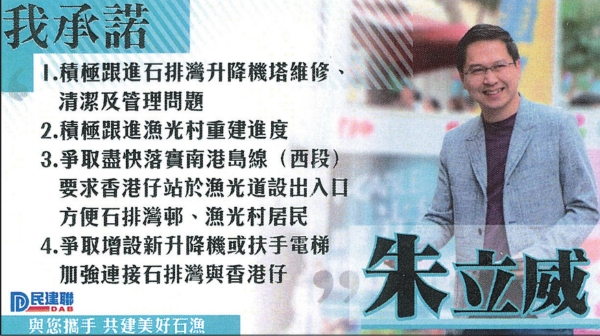 我承諾
1.積極跟進石排灣升降機塔維修、
清潔及管理問題
2.積極跟進漁光村重建進度
3.爭取盡快落實南港島線（西段）
要求香港仔站於漁光道設出入口
方便石排灣邨、漁光村居民
4.爭取增設新升降機或扶手電梯
加強連接石排灣與香港仔
朱立威
民建聯
DAB
與您攜手 共建美好石漁